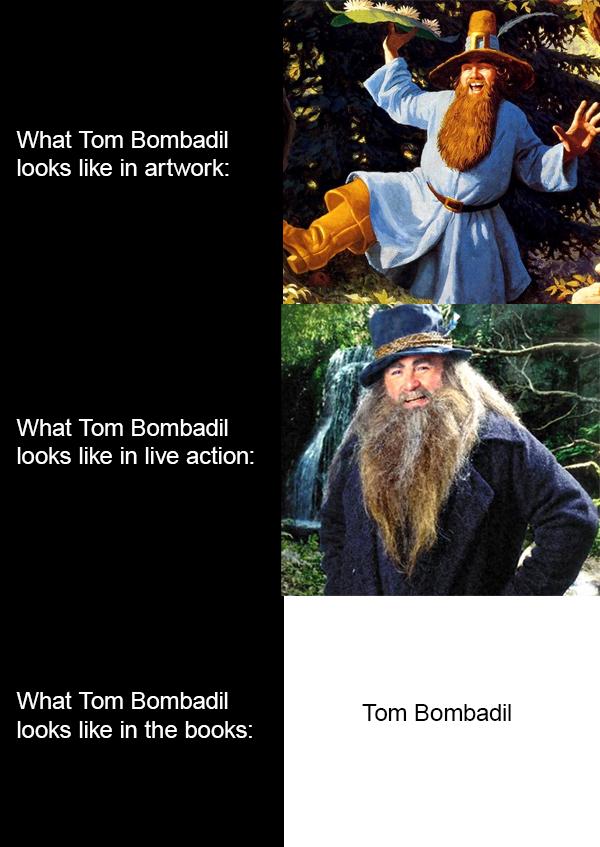 What Tom Bombadil
looks like in artwork:
What Tom Bombadil
looks like in live action:
What Tom Bombadil
looks like in the books:
Tom Bombadil